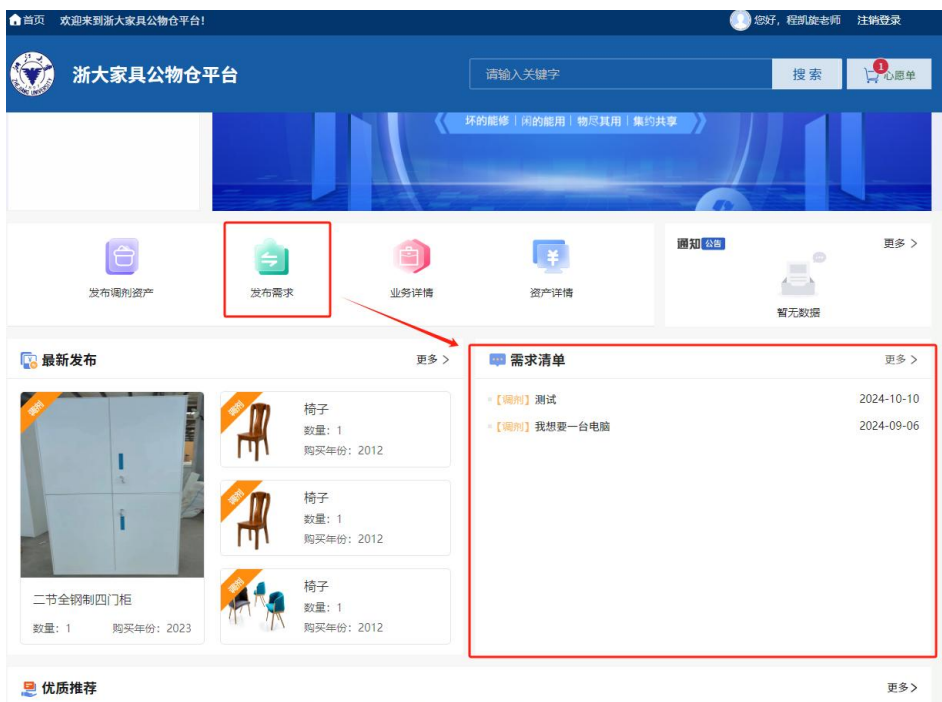 首页 欢迎来到浙大家具公物仓平台!
您好，程凯旋老师 注销登录
浙大家具公物仓平台
请输入关键字
搜索
1
心愿单
坏的能修 | 闲的能用 | 物尽其用 | 集约共享
发布调剂资产
发布需求
业务详情
资产详情
通知 公告
更多 >
暂无数据
最新发布
更多 >
调剂
二节全钢制四门柜
数量：1 购买年份：2023
调剂
椅子
数量：1
购买年份：2012
调剂
椅子
数量：1
购买年份：2012
调剂
椅子
数量：1
购买年份：2012
需求清单
更多 >
【调剂】测试 2024-10-10
【调剂】我想要一台电脑 2024-09-06
优质推荐
更多 >